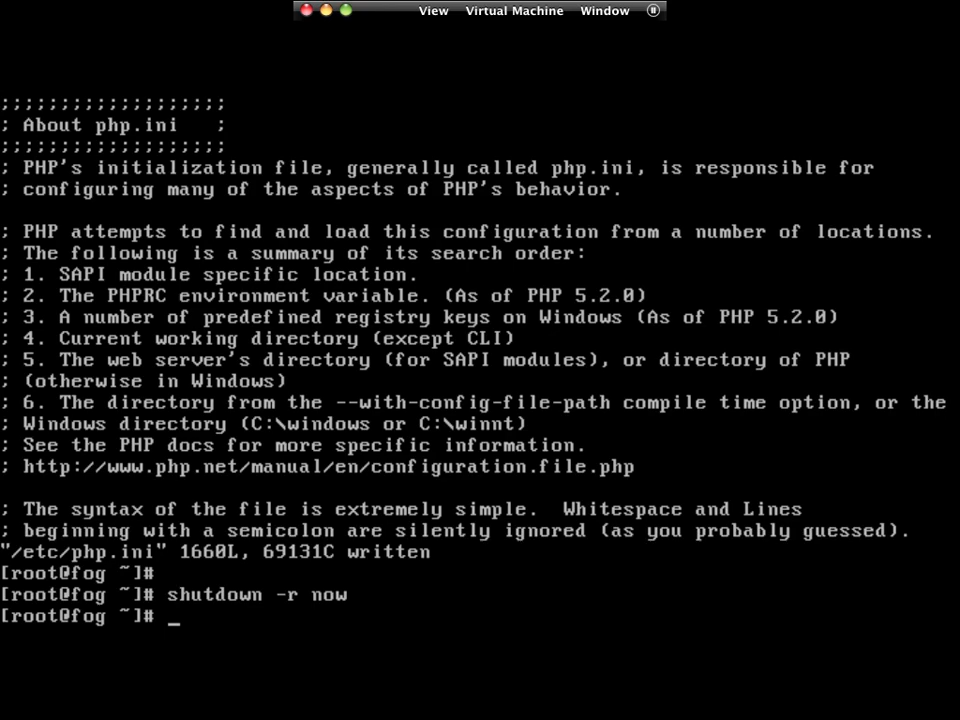 View Virtual Machine Window
;;;;;;;;;;;;;;;;;;;
; About php.ini ;
;;;;;;;;;;;;;;;;;;;
; PHP's initialization file, generally called php.ini, is responsible for
; configuring many of the aspects of PHP's behavior.
; PHP attempts to find and load this configuration from a number of locations.
; The following is a summary of its search order:
; 1. SAPI module specific location.
; 2. The PHPRC environment variable. (As of PHP 5.2.0)
; 3. A number of predefined registry keys on Windows (As of PHP 5.2.0)
; 4. Current working directory (except CLI)
; 5. The web server's directory (for SAPI modules), or directory of PHP
; (otherwise in Windows)
; 6. The directory from the --with-config-file-path compile time option, or the
; Windows directory (C:\windows or C:\winnt)
; See the PHP docs for more specific information.
; http://www.php.net/manual/en/configuration.file.php
; The syntax of the file is extremely simple. Whitespace and Lines
; beginning with a semicolon are silently ignored (as you probably guessed).
"/etc/php.ini" 1660L, 69131C written
[root@fog ~]#
[root@fog ~]# shutdown -r now
[root@fog ~]# _